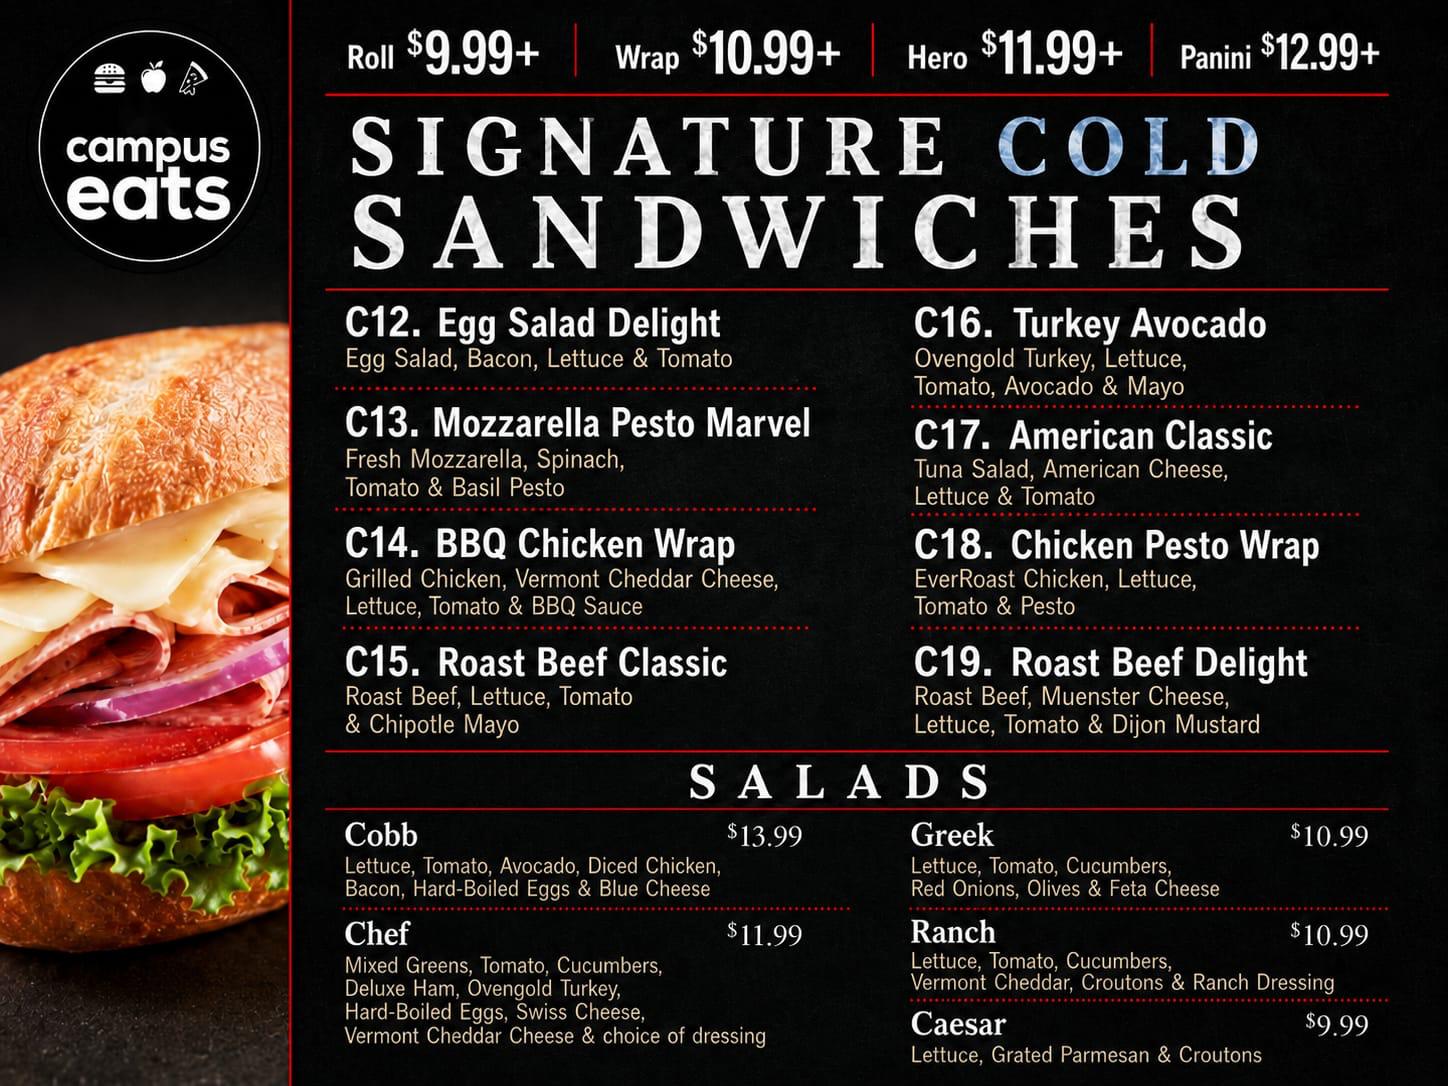 campus
eats
Roll $9.99+ Wrap $10.99+ Hero $11.99+ Panini $12.99+
SIGNATURE COLD
SANDWICHES
C12. Egg Salad Delight
Egg Salad, Bacon, Lettuce & Tomato
C13. Mozzarella Pesto Marvel
Fresh Mozzarella, Spinach,
Tomato & Basil Pesto
C14. BBQ Chicken Wrap
Grilled Chicken, Vermont Cheddar Cheese,
Lettuce, Tomato & BBQ Sauce
C15. Roast Beef Classic
Roast Beef, Lettuce, Tomato
& Chipotle Mayo
C16. Turkey Avocado
Ovengold Turkey, Lettuce,
Tomato, Avocado & Mayo
C17. American Classic
Tuna Salad, American Cheese,
Lettuce & Tomato
C18. Chicken Pesto Wrap
EverRoast Chicken, Lettuce,
Tomato & Pesto
C19. Roast Beef Delight
Roast Beef, Muenster Cheese,
Lettuce, Tomato & Dijon Mustard
SALADS
Cobb $13.99
Lettuce, Tomato, Avocado, Diced Chicken,
Bacon, Hard-Boiled Eggs & Blue Cheese
Chef $11.99
Mixed Greens, Tomato, Cucumbers,
Deluxe Ham, Ovengold Turkey,
Hard-Boiled Eggs, Swiss Cheese,
Vermont Cheddar Cheese & choice of dressing
Greek $10.99
Lettuce, Tomato, Cucumbers,
Red Onions, Olives & Feta Cheese
Ranch $10.99
Lettuce, Tomato, Cucumbers,
Vermont Cheddar, Croutons & Ranch Dressing
Caesar $9.99
Lettuce, Grated Parmesan & Croutons